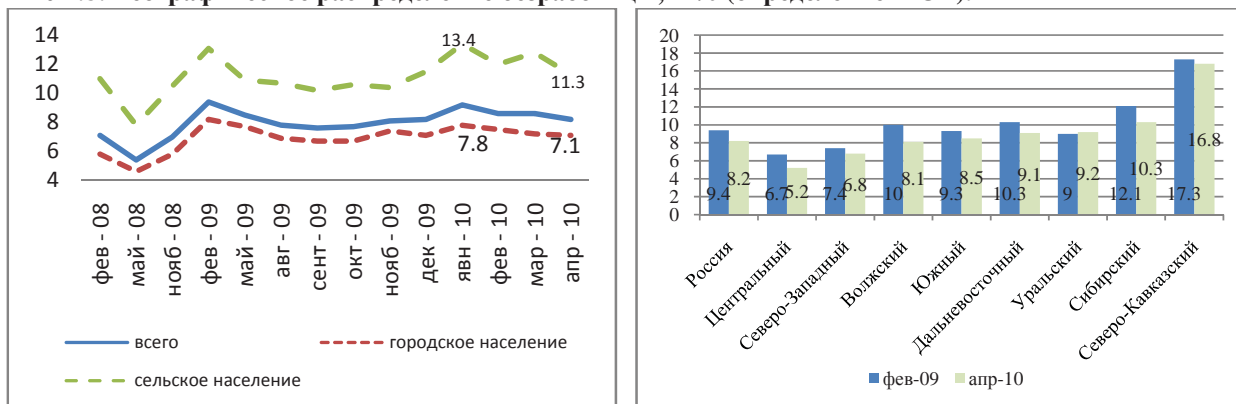 14
12
10
8
6
4
13.4
11.3
7.8
7.1
фев - 08
май - 08
нояб - 08
фев - 09
май - 09
авг - 09
сент - 09
окт - 09
нояб - 09
дек - 09
явн - 10
фев - 10
мар - 10
апр - 10
всего
городское население
сельское население
20
18
16
14
12
10
8
6
4
2
0
9.4
8.2
6.7
5.2
7.4
6.8
10
8.1
9.3
8.5
10.3
9.1
9
9.2
12.1
10.3
17.3
16.8
Россия
Центральный
Северо-Западный
Волжский
Южный
Дальневосточный
Уральский
Сибирский
Северо-Кавказский
фев-09
апр-10